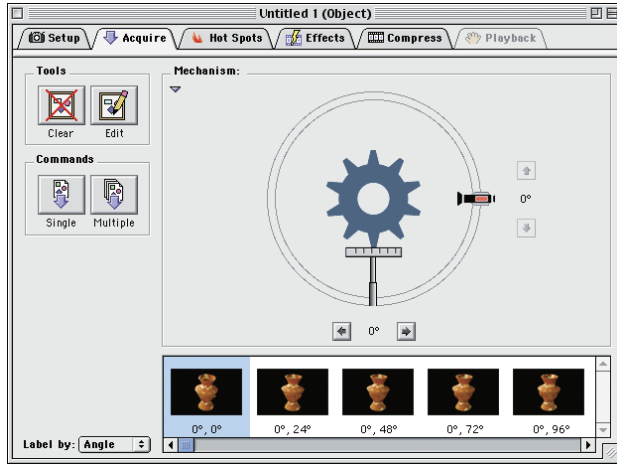 Untitled 1 (Object)
Setup Acquire Hot Spots Effects Compress Playback
Tools
Clear Edit
Commands
Single Multiple
Mechanism:
0°
0°
0°, 0° 0°, 24° 0°, 48° 0°, 72° 0°, 96°
Label by: Angle